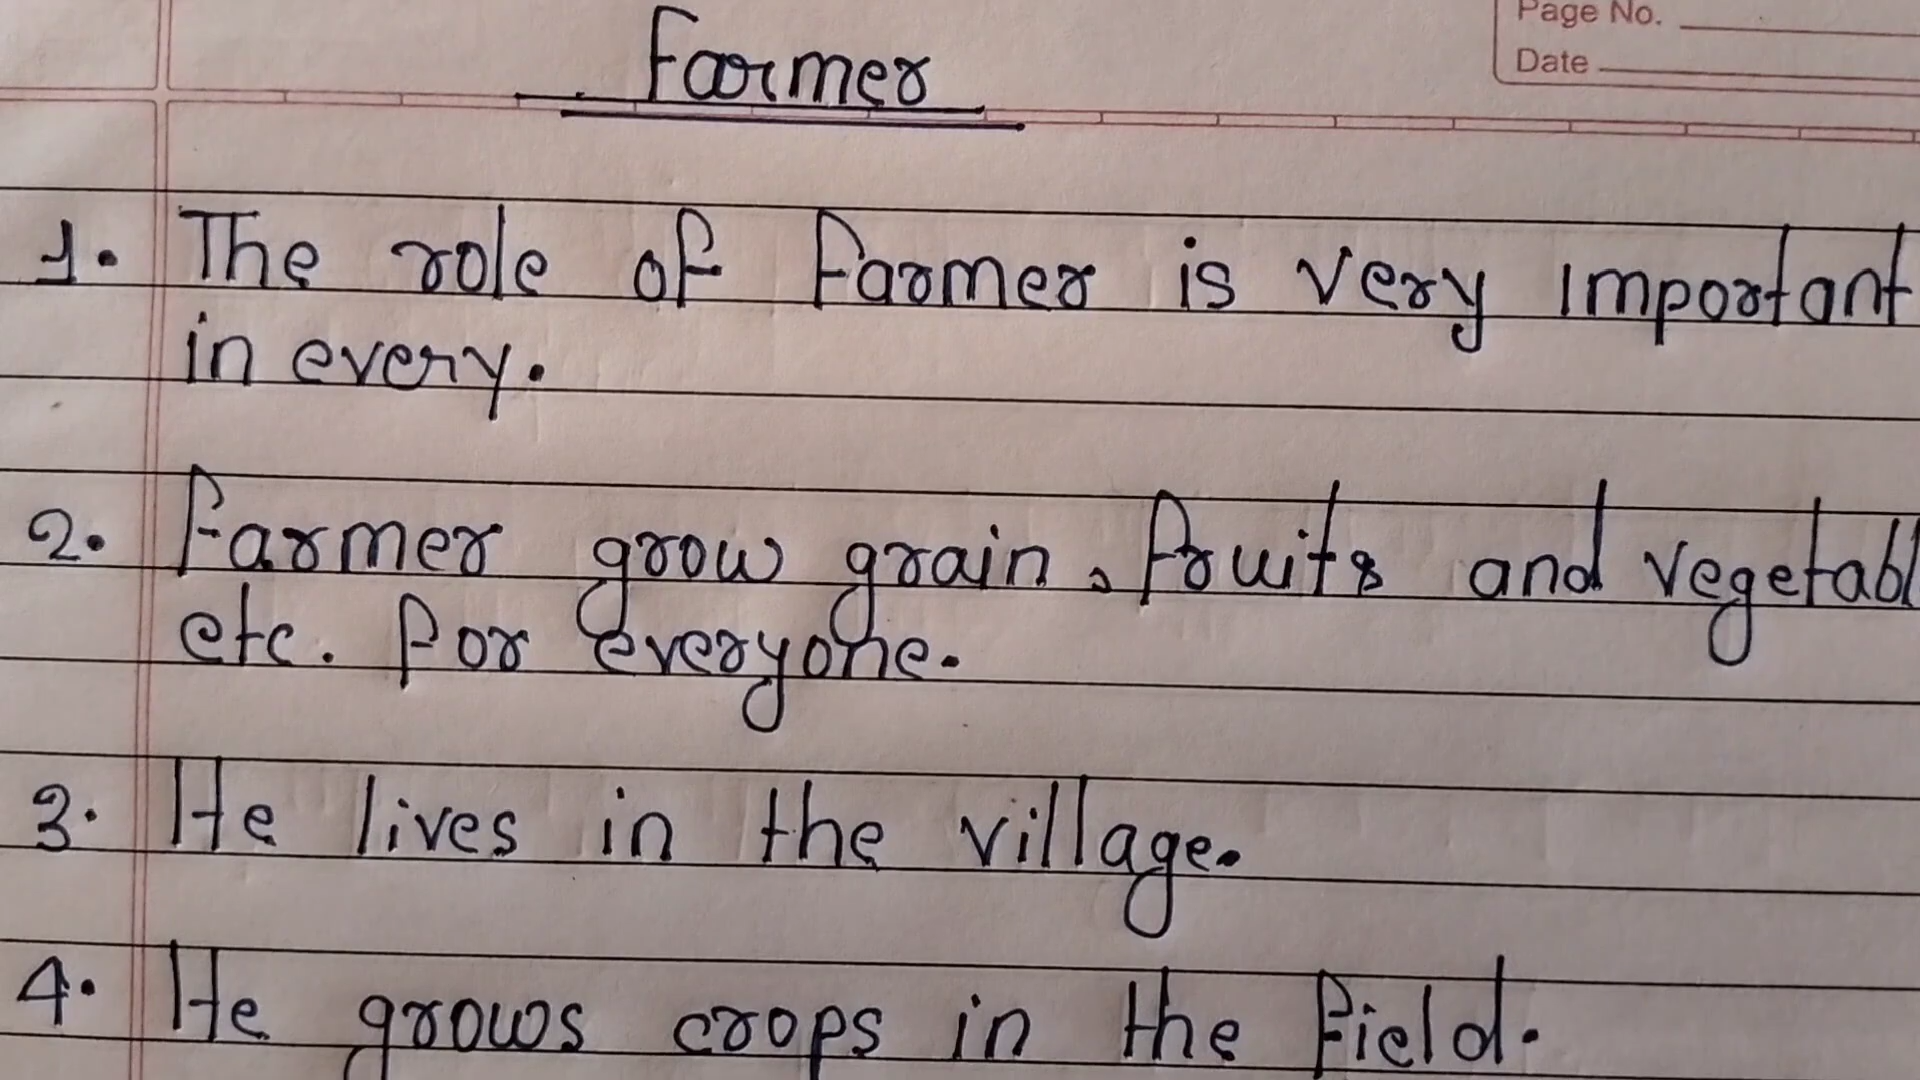 Page No.
Date
Farmer
1. The role of Farmer is very important
in every.
2. Farmer grow grain, fruits and vegetabl
etc. for everyone.
3. He lives in the village.
4. He grows crops in the field.